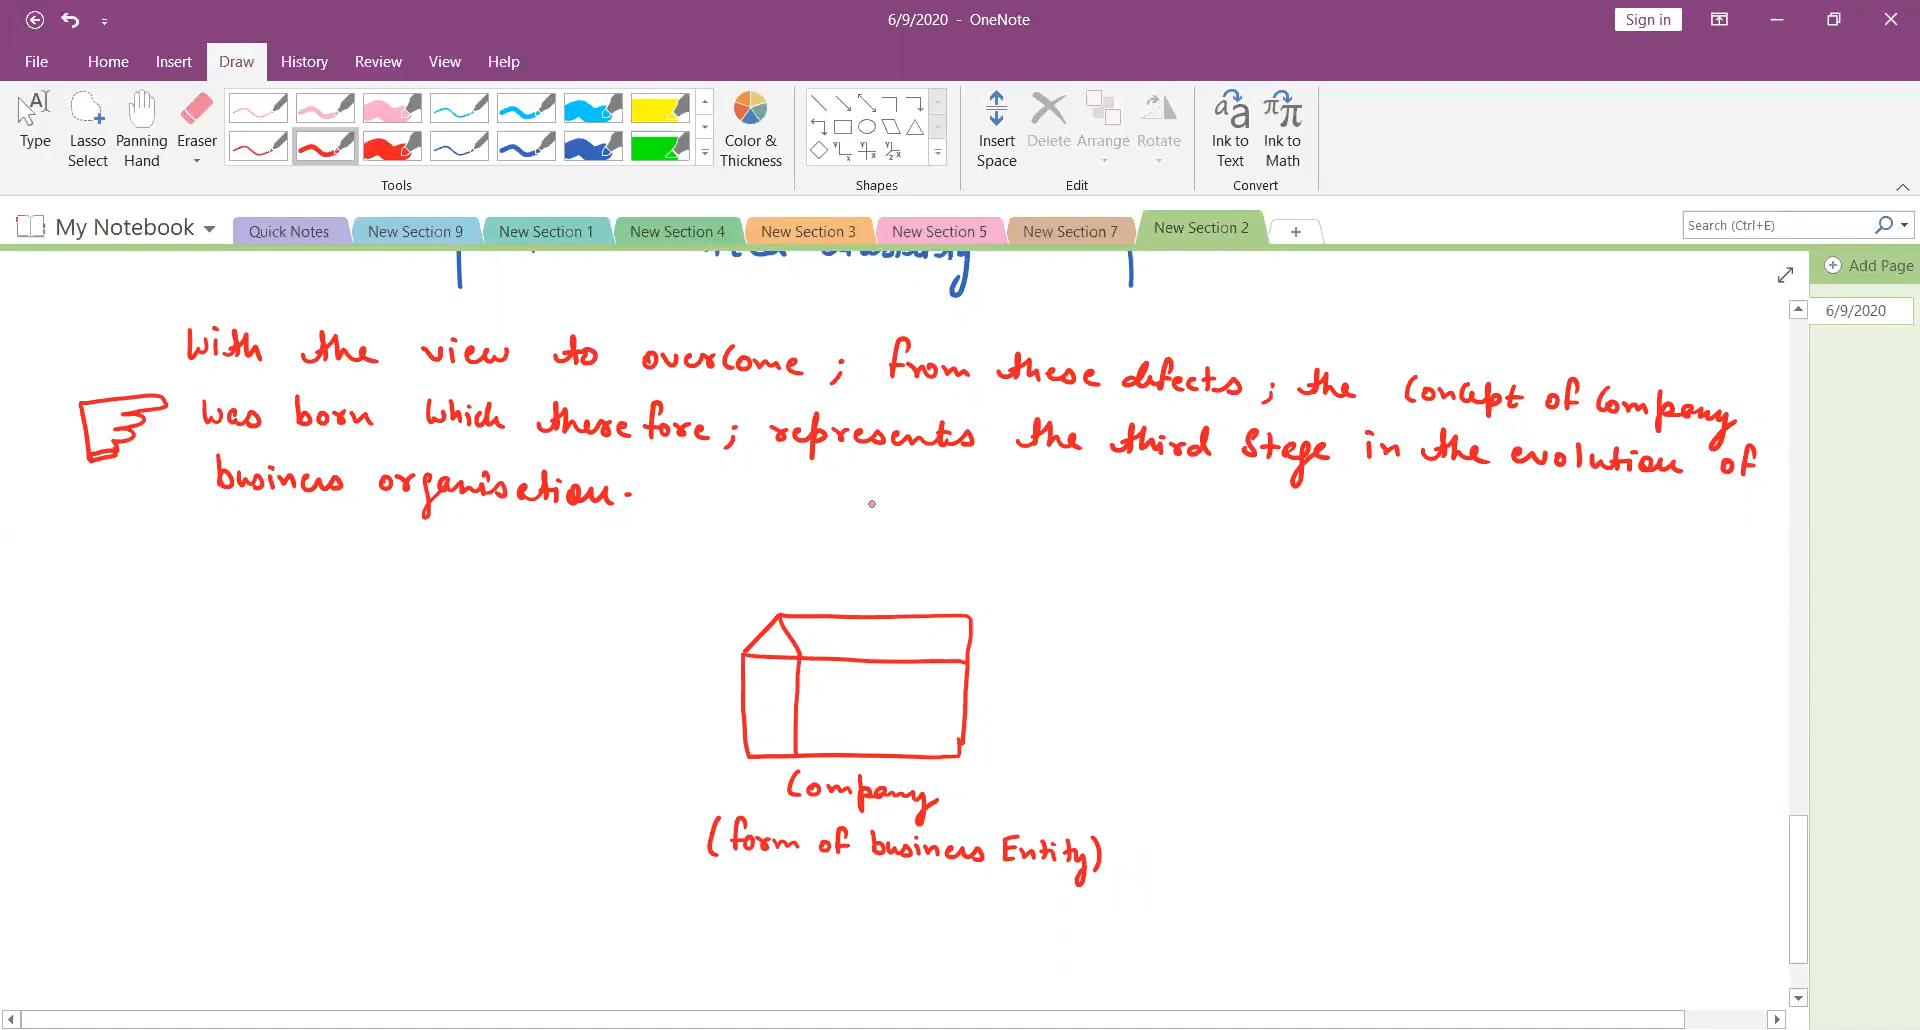 6/9/2020 - OneNote
Sign in
File Home Insert Draw History Review View Help
Type
Lasso Select
Panning Hand
Eraser
Color & Thickness
Insert Space
Delete
Arrange
Rotate
Ink to Text
Ink to Math
Tools Shapes Edit Convert
My Notebook Quick Notes New Section 9 New Section 1 New Section 4 New Section 3 New Section 5 New Section 7 New Section 2 + Search (Ctrl+E)
Add Page
6/9/2020
With the view to overcome ; from these defects ; the concept of company
was born which therefore ; represents the third stage in the evolution of
business organisation.
Company
(form of business Entity)